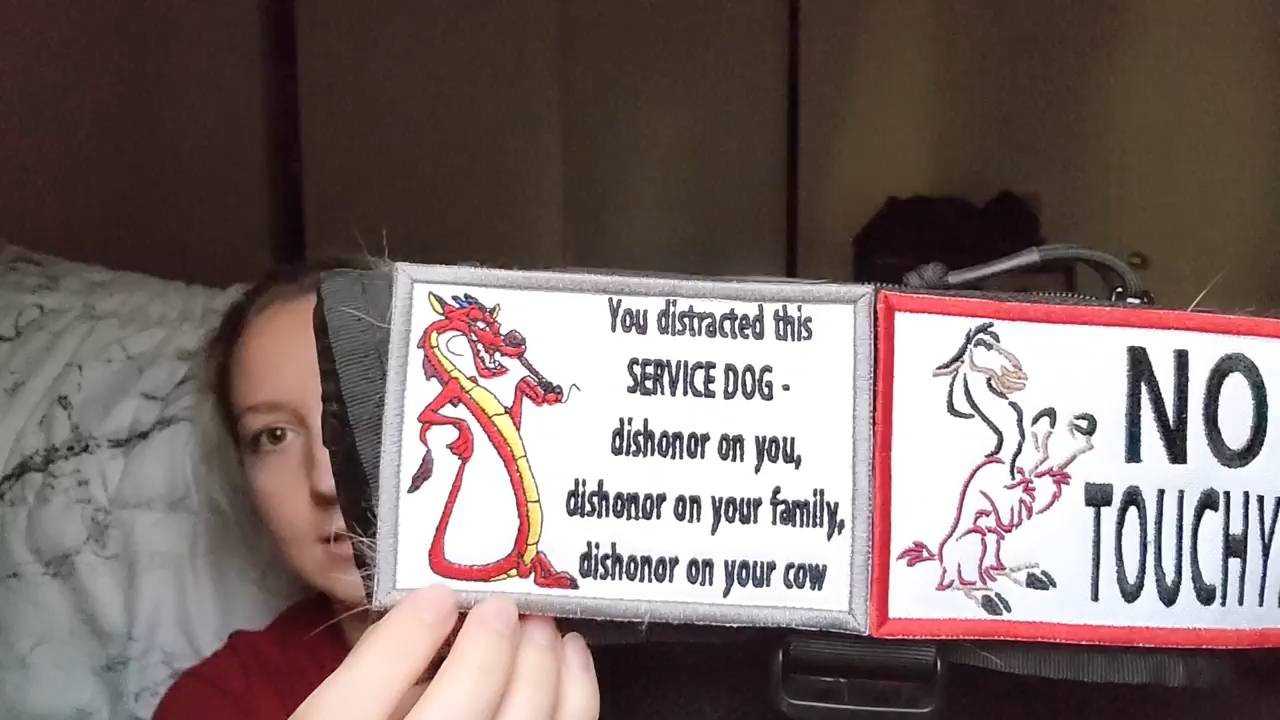 You distracted this
SERVICE DOG -
dishonor on you,
dishonor on your family,
dishonor on your cow
NO
TOUCHY